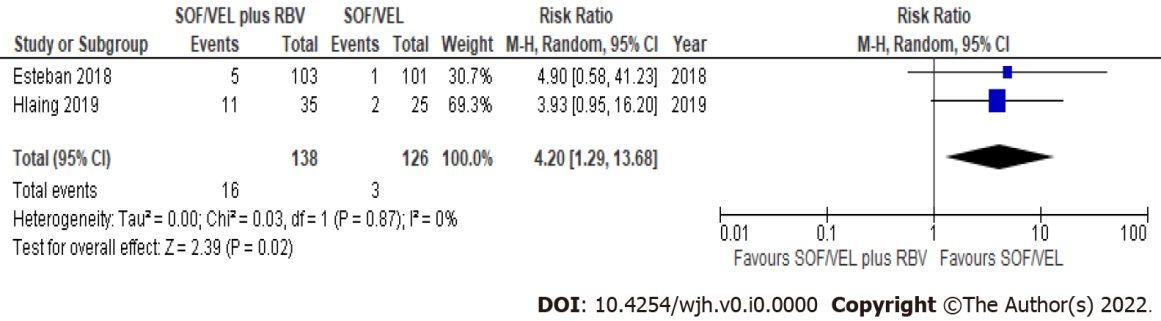 SOF/VEL plus RBV SOF/VEL Risk Ratio Risk Ratio
Study or Subgroup Events Total Events Total Weight M-H, Random, 95% CI Year M-H, Random, 95% CI
Esteban 2018 5 103 1 101 30.7% 4.90 [0.58, 41.23] 2018
Hlaing 2019 11 35 2 25 69.3% 3.93 [0.95, 16.20] 2019
Total (95% CI) 138 126 100.0% 4.20 [1.29, 13.68]
Total events 16 3
Heterogeneity: Tau² = 0.00; Chi² = 0.03, df = 1 (P = 0.87); I² = 0%
Test for overall effect: Z = 2.39 (P = 0.02)
0.01 0.1 1 10 100
Favours SOF/VEL plus RBV Favours SOF/VEL
DOI: 10.4254/wjh.v0.i0.0000 Copyright ©The Author(s) 2022.